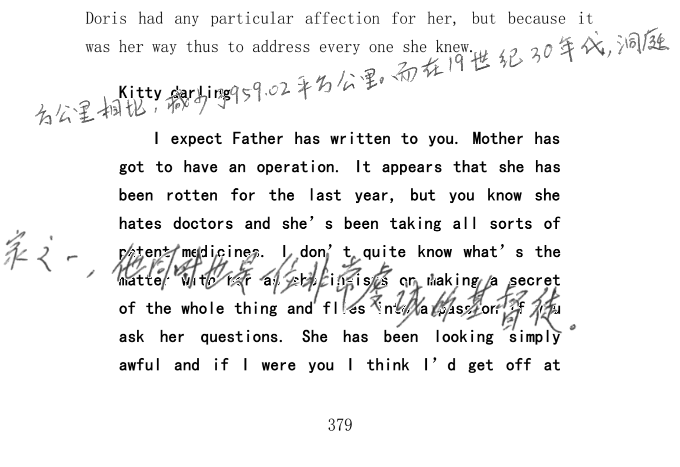 Doris had any particular affection for her, but because it
was her way thus to address every one she knew.
Kitty darling
方公里相比，减少了959.02平方公里。而在19世纪30年代，洞庭
I expect Father has written to you. Mother has
got to have an operation. It appears that she has
been rotten for the last year, but you know she
hates doctors and she’s been taking all sorts of
patent medicines. I don’t quite know what’s the
家之一，他同时也是一位非常虔诚的基督徒。
matter with her as she insists on making a secret
of the whole thing and flies into a passion if you
ask her questions. She has been looking simply
awful and if I were you I think I’d get off at
379